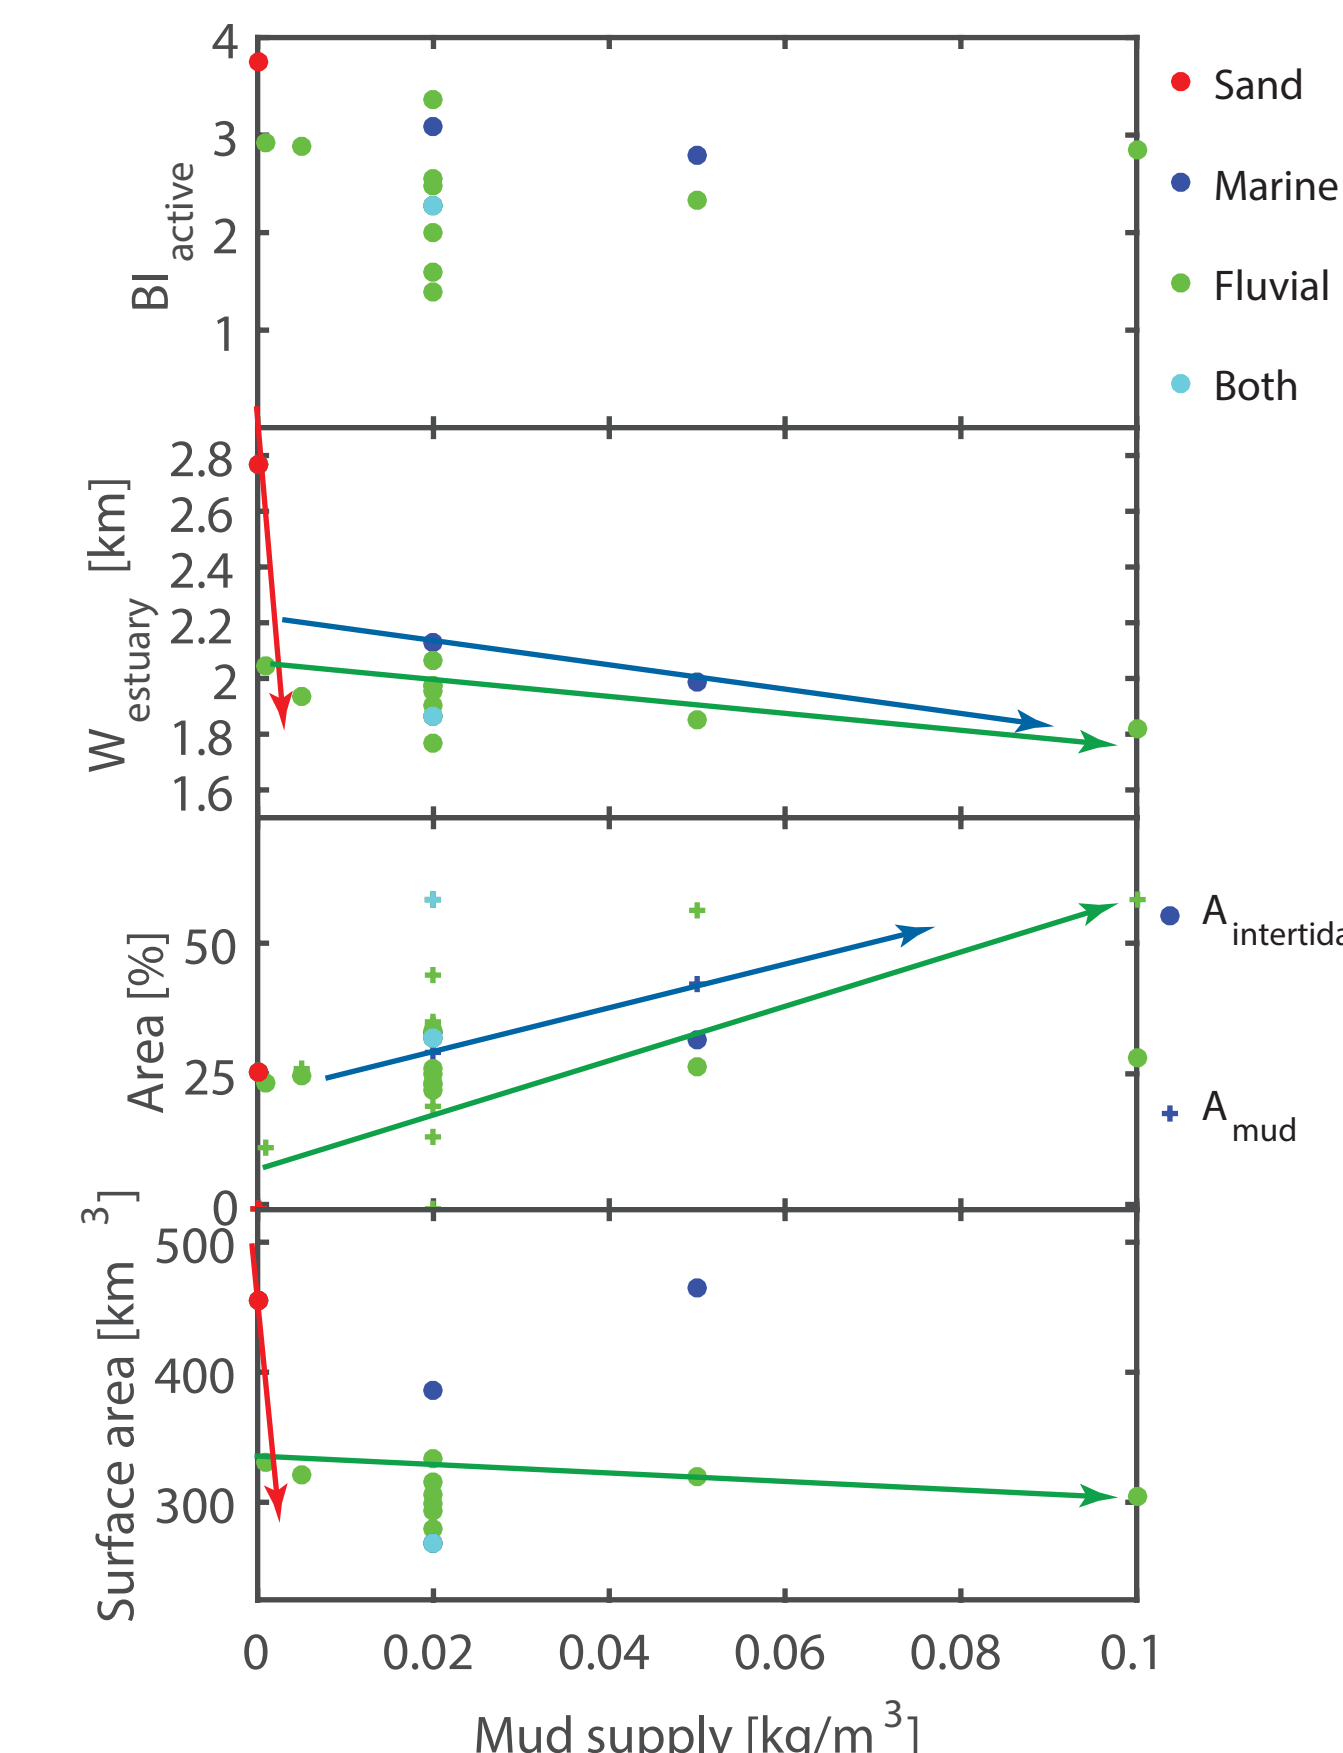 4
3
2
1
BI active
Sand
Marine
Fluvial
Both
2.8
2.6
2.4
2.2
2
1.8
1.6
W estuary [km]
50
25
0
Area [%]
A intertida
A mud
500
400
300
Surface area [km 3]
0 0.02 0.04 0.06 0.08 0.1
Mud supply [kg/m 3]